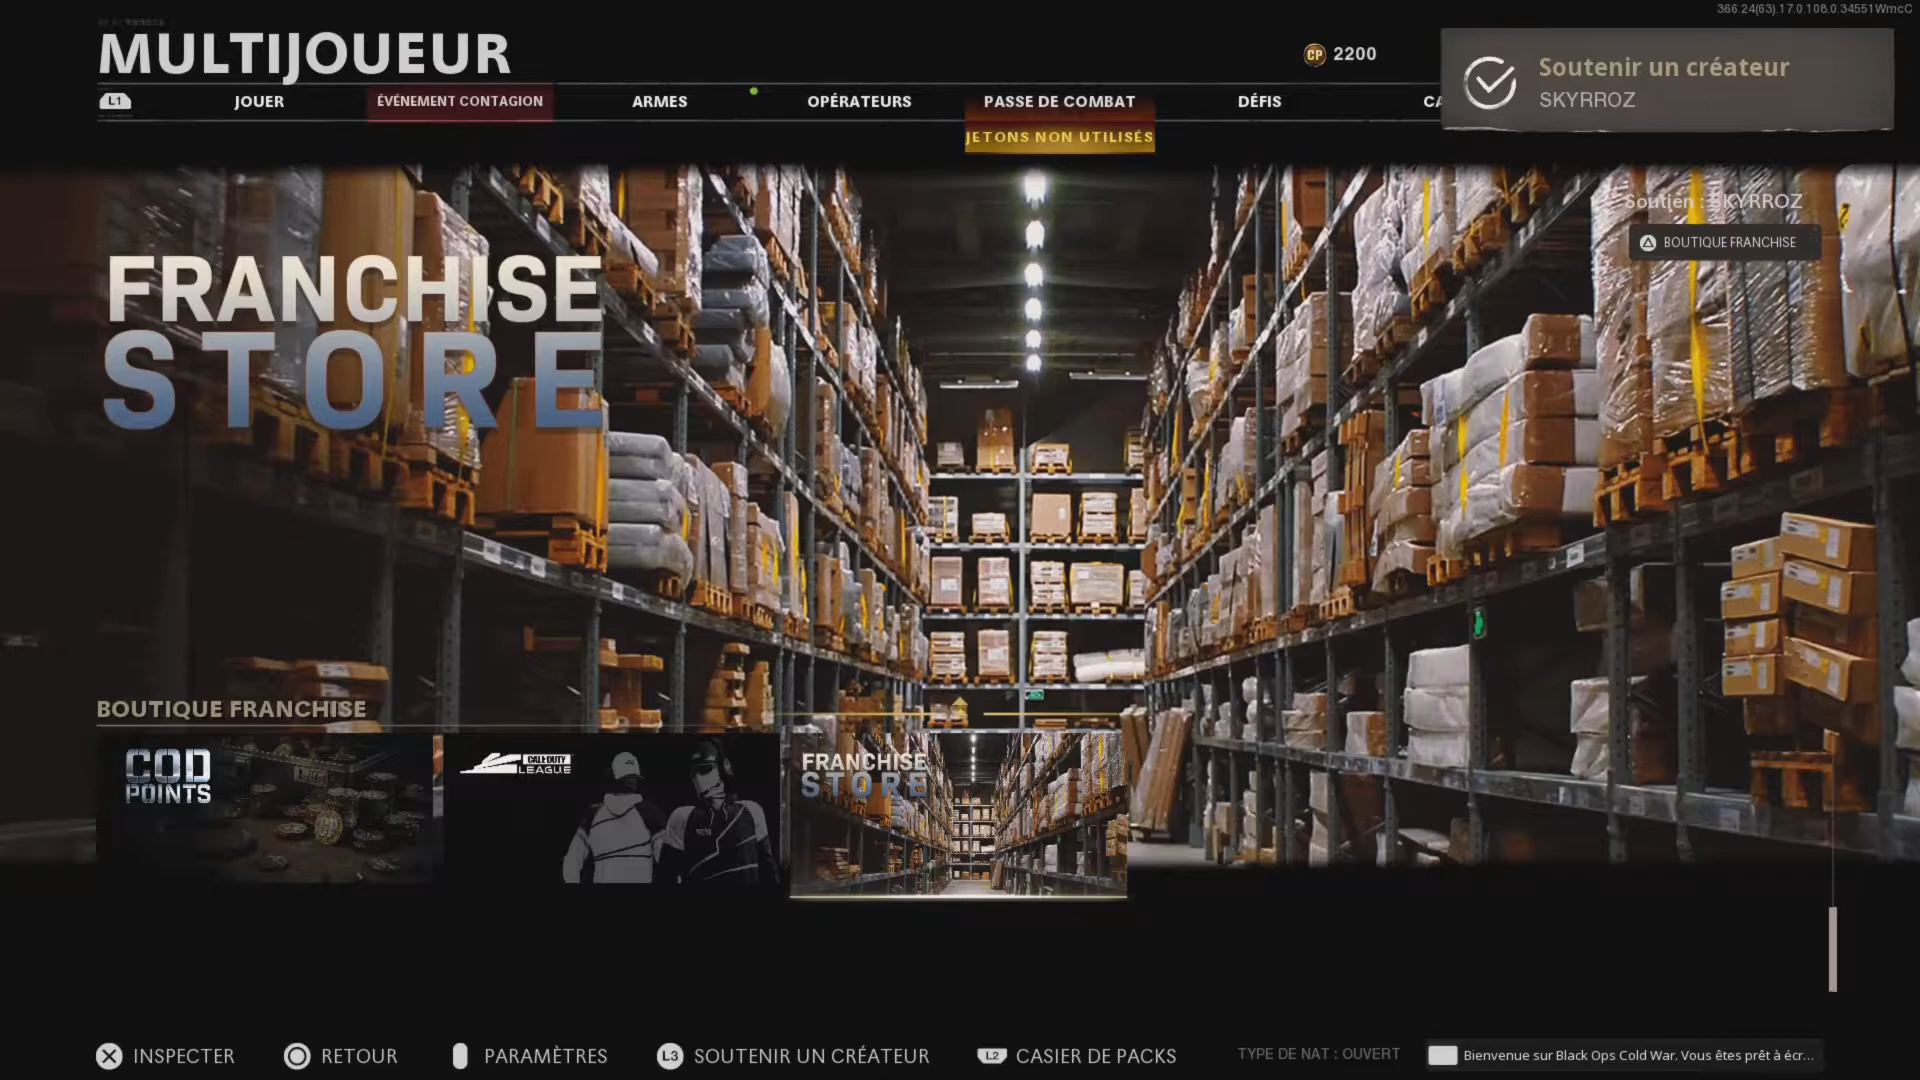 366.24(63).17.0.108.0.34551WmcC
MULTIJOUEUR
CP 2200
Soutenir un créateur
SKYRROZ
L1
JOUER
ÉVÉNEMENT CONTAGION
ARMES
OPÉRATEURS
PASSE DE COMBAT
DÉFIS
CA
JETONS NON UTILISÉS
Soutien : SKYRROZ
BOUTIQUE FRANCHISE
FRANCHISE
STORE
BOUTIQUE FRANCHISE
COD
POINTS
CALL OF DUTY
LEAGUE
FRANCHISE
STORE
INSPECTER
RETOUR
PARAMÈTRES
L3 SOUTENIR UN CRÉATEUR
L2 CASIER DE PACKS
TYPE DE NAT : OUVERT
Bienvenue sur Black Ops Cold War. Vous êtes prêt à écr...